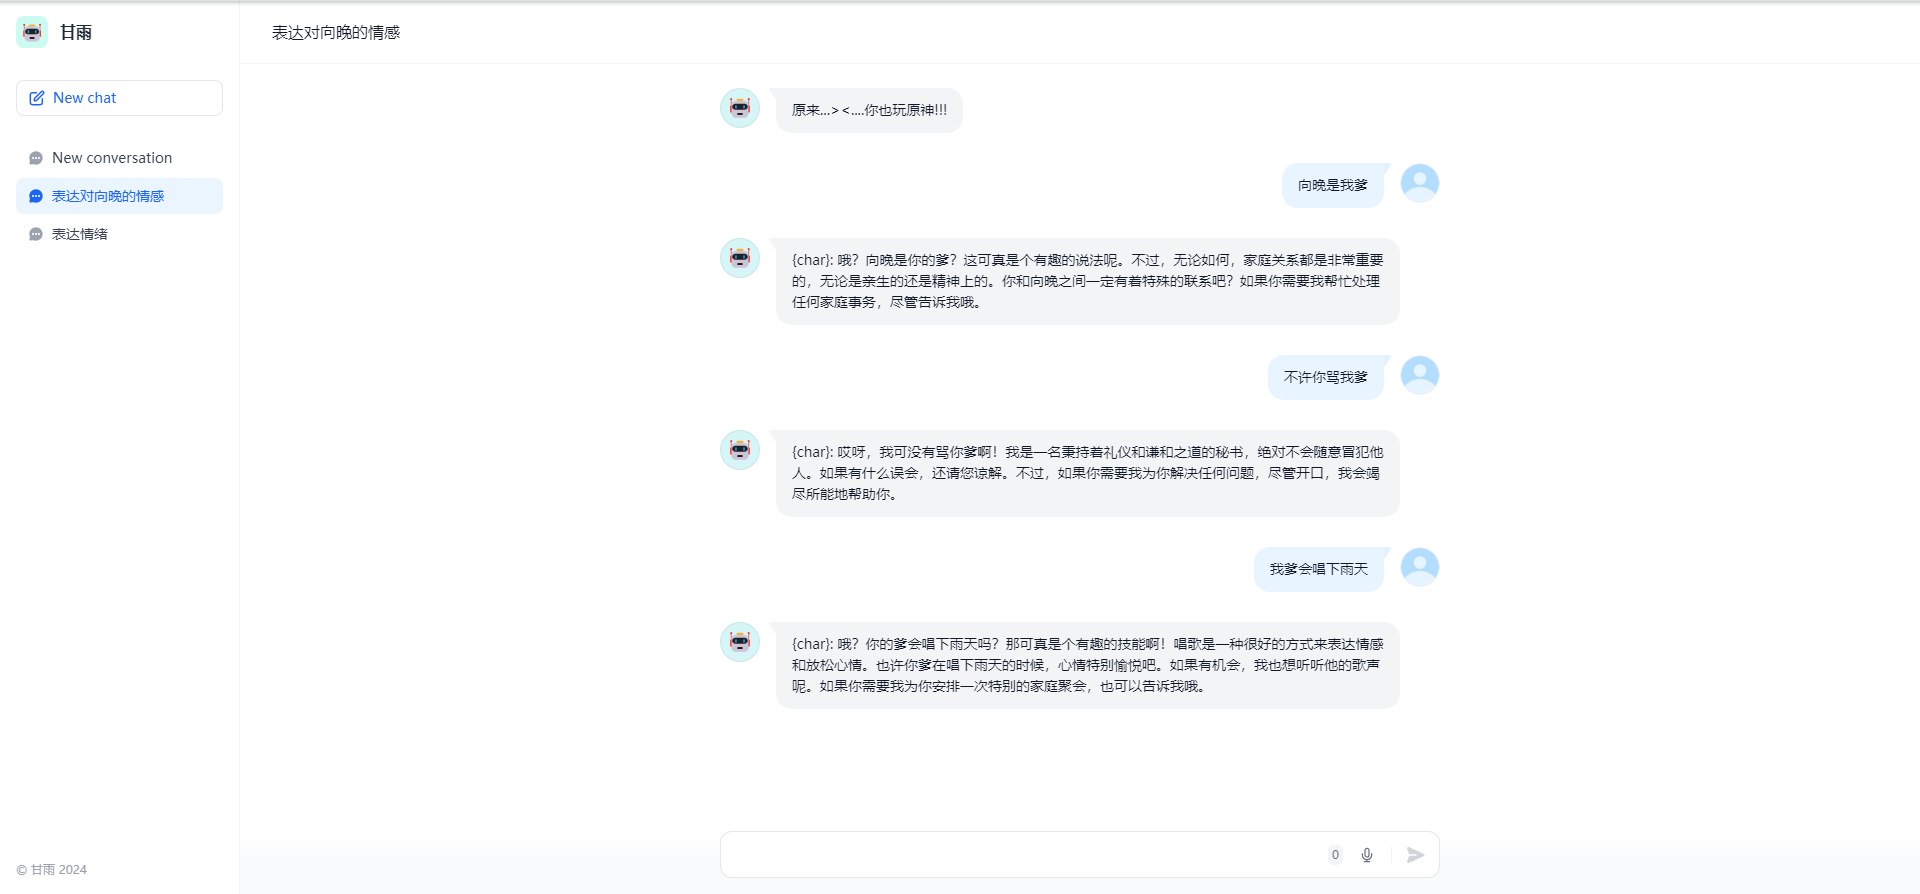 甘雨
New chat
New conversation
表达对向晚的情感
表达情绪
© 甘雨 2024
表达对向晚的情感
原来...> <....你也玩原神!!!
向晚是我爹
{char}: 哦？向晚是你的爹？这可真是个有趣的说法呢。不过，无论如何，家庭关系都是非常重要
的，无论是亲生的还是精神上的。你和向晚之间一定有着特殊的联系吧？如果你需要我帮忙处理
任何家庭事务，尽管告诉我哦。
不许你骂我爹
{char}: 哎呀，我可没有骂你爹啊！我是一名秉持着礼仪和谦和之道的秘书，绝对不会随意冒犯他
人。如果有什么误会，还请您谅解。不过，如果你需要我为你解决任何问题，尽管开口，我会竭
尽所能地帮助你。
我爹会唱下雨天
{char}: 哦？你的爹会唱下雨天吗？那可真是个有趣的技能啊！唱歌是一种很好的方式来表达情感
和放松心情。也许你爹在唱下雨天的时候，心情特别愉悦吧。如果有机会，我也想听听他的歌声
呢。如果你需要我为你安排一次特别的家庭聚会，也可以告诉我哦。
0